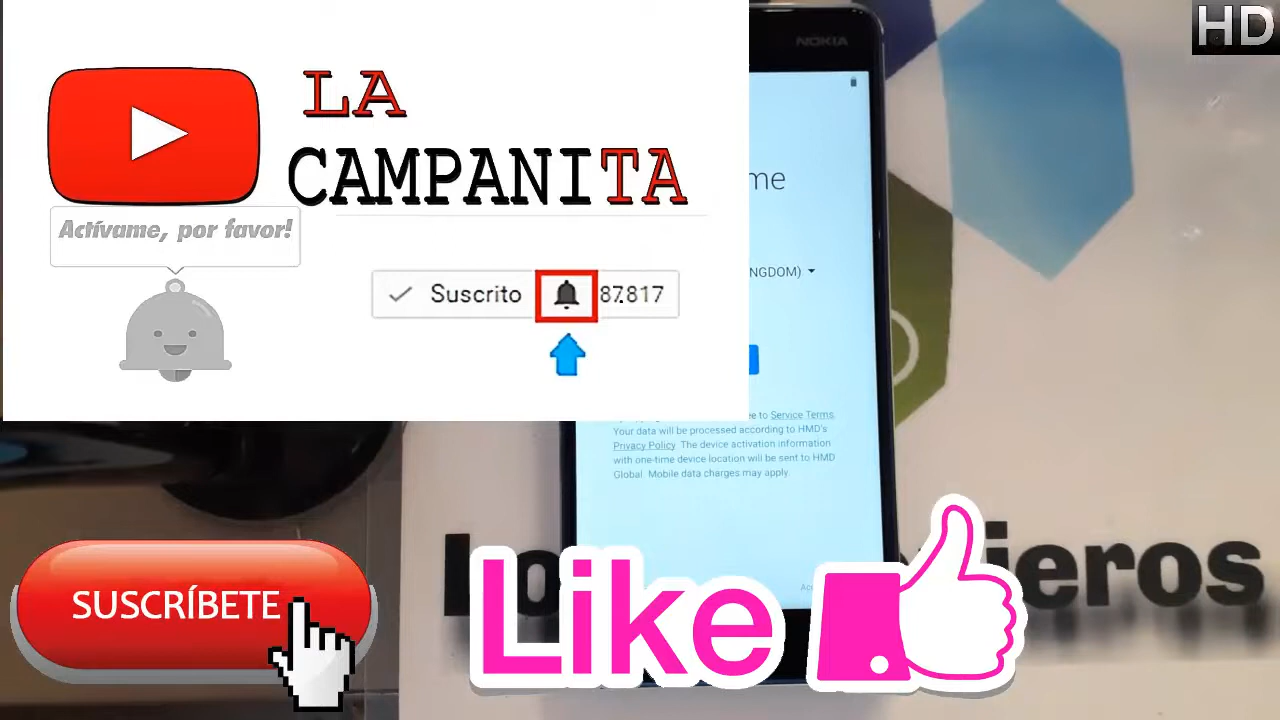 HD
NOKIA
LA
CAMPANITA
Actívame, por favor!
Suscrito 87.817
NGDOM)
to Service Terms.
Your data will be processed according to HMD's
Privacy Policy. The device activation information
with one-time device location will be sent to HMD
Global. Mobile data charges may apply.
SUSCRÍBETE
Like